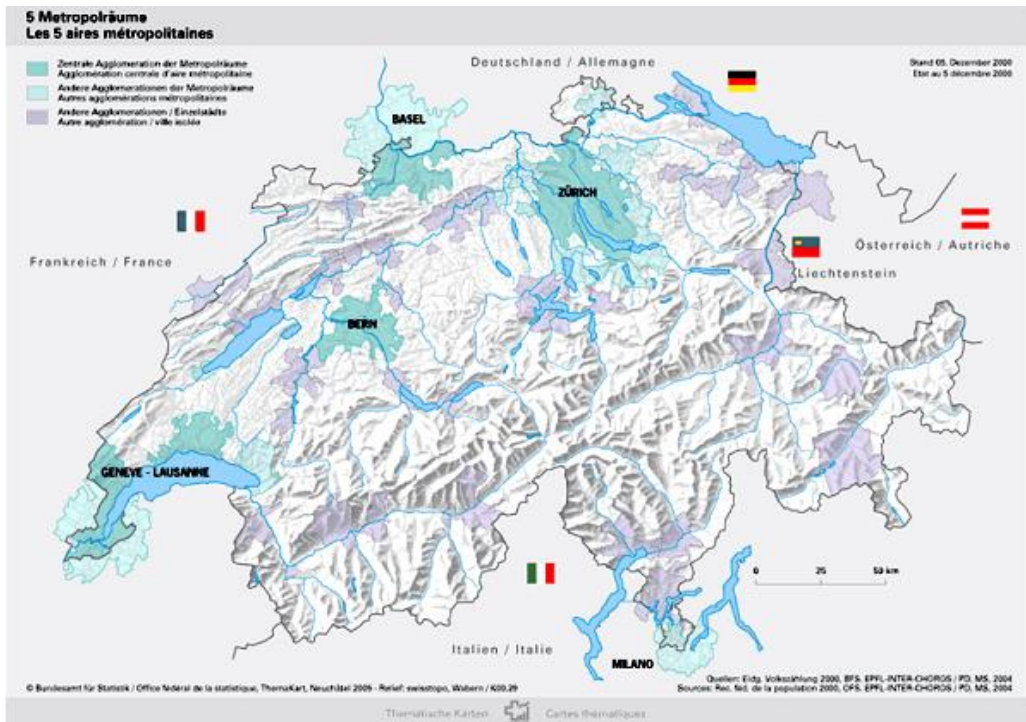 5 Metropolräume
Les 5 aires métropolitaines
Zentrale Agglomeration der Metropolräume
Agglomération centrale d'aire métropolitaine
Andere Agglomerationen der Metropolräume
Autres agglomérations métropolitaines
Andere Agglomerationen / Einzelstädte
Autre agglomération / ville isolée
Deutschland / Allemagne
Stand 05. Dezember 2000
Etat au 5 décembre 2000
BASEL
ZÜRICH
Österreich / Autriche
Frankreich / France
Liechtenstein
BERN
GENEVE - LAUSANNE
0 25 50 km
Italien / Italie
MILANO
Quellen: Eidg. Volkszählung 2000, BFS, EPFL-INTER-CHOROS / PD, MS, 2004
© Bundesamt für Statistik / Office fédéral de la statistique, ThemaKart, Neuchâtel 2005 - Relief: swisstopo, Wabern / K00.29
Sources: Rec. féd. de la population 2000, OFS, EPFL-INTER-CHOROS / PD, MS, 2004
Thematische Karten Cartes thématiques